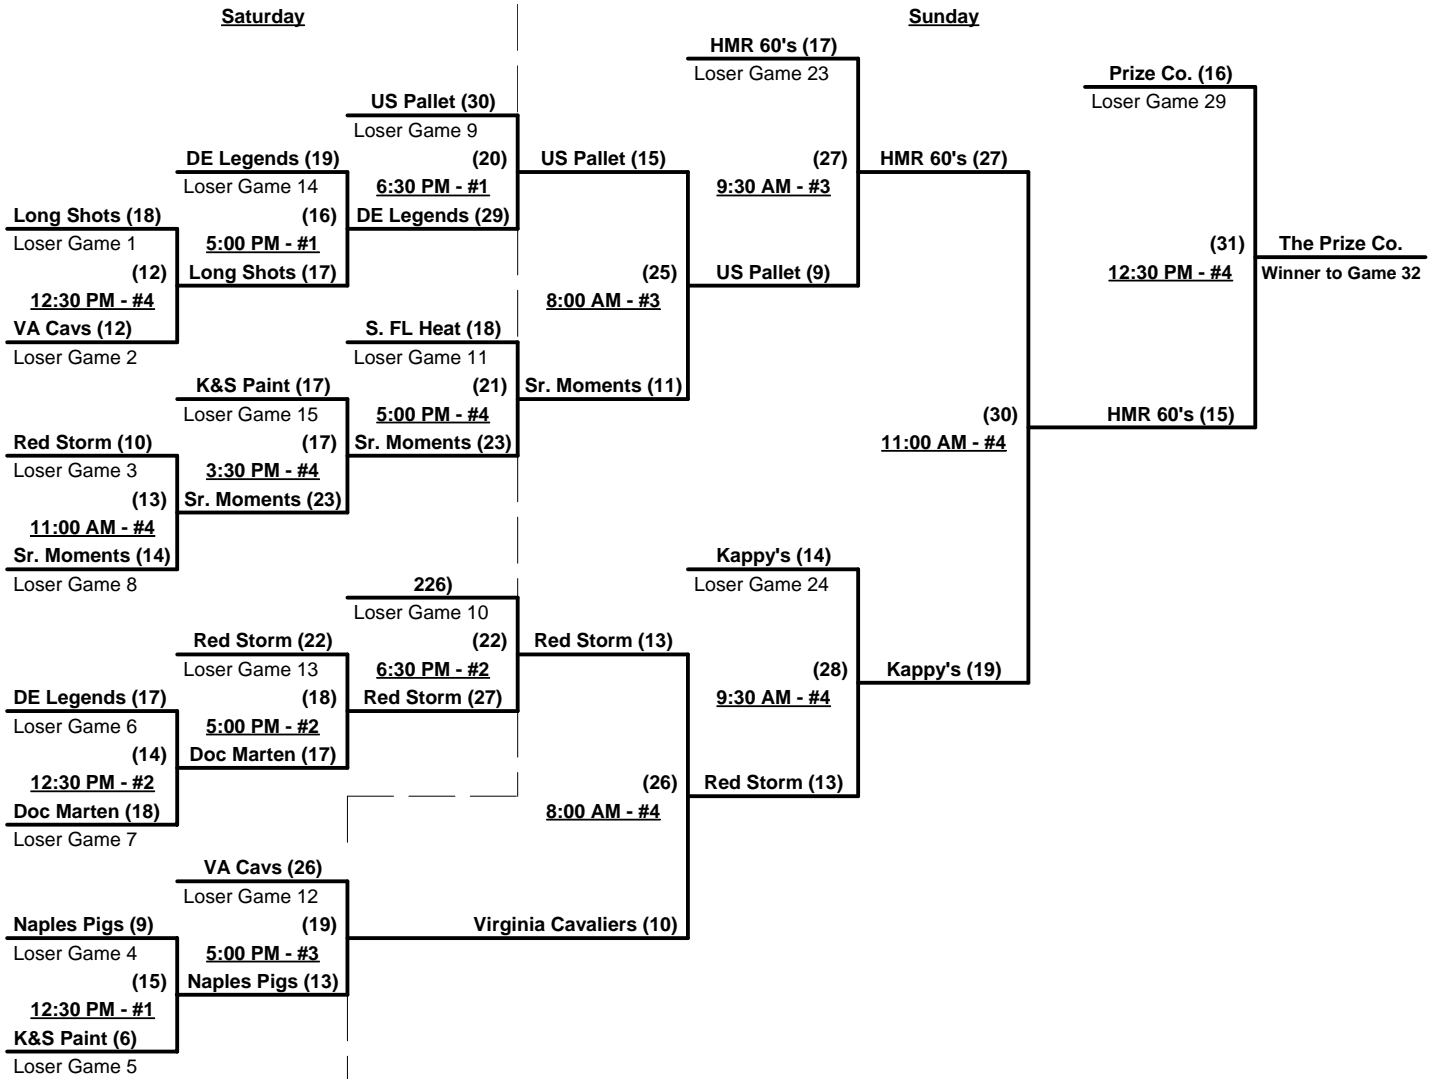 Saturday
Sunday
HMR 60's (17)
Loser Game 23
Prize Co. (16)
Loser Game 29
US Pallet (30)
Loser Game 9
DE Legends (19)
(20)
US Pallet (15)
(27)
HMR 60's (27)
Loser Game 14
6:30 PM - #1
9:30 AM - #3
Long Shots (18)
(16)
DE Legends (29)
Loser Game 1
5:00 PM - #1
(31)
The Prize Co.
(12)
Long Shots (17)
(25)
US Pallet (9)
12:30 PM - #4
Winner to Game 32
12:30 PM - #4
8:00 AM - #3
VA Cavs (12)
S. FL Heat (18)
Loser Game 2
Loser Game 11
K&S Paint (17)
(21)
Sr. Moments (11)
Loser Game 15
5:00 PM - #4
(30)
HMR 60's (15)
Red Storm (10)
(17)
Sr. Moments (23)
11:00 AM - #4
Loser Game 3
3:30 PM - #4
(13)
Sr. Moments (23)
11:00 AM - #4
Sr. Moments (14)
Kappy's (14)
Loser Game 8
226)
Loser Game 24
Loser Game 10
Red Storm (22)
(22)
Red Storm (13)
Loser Game 13
6:30 PM - #2
(28)
Kappy's (19)
DE Legends (17)
(18)
Red Storm (27)
9:30 AM - #4
Loser Game 6
5:00 PM - #2
(14)
Doc Marten (17)
12:30 PM - #2
(26)
Red Storm (13)
Doc Marten (18)
8:00 AM - #4
Loser Game 7
VA Cavs (26)
Loser Game 12
Naples Pigs (9)
(19)
Virginia Cavaliers (10)
Loser Game 4
5:00 PM - #3
(15)
Naples Pigs (13)
12:30 PM - #1
K&S Paint (6)
Loser Game 5